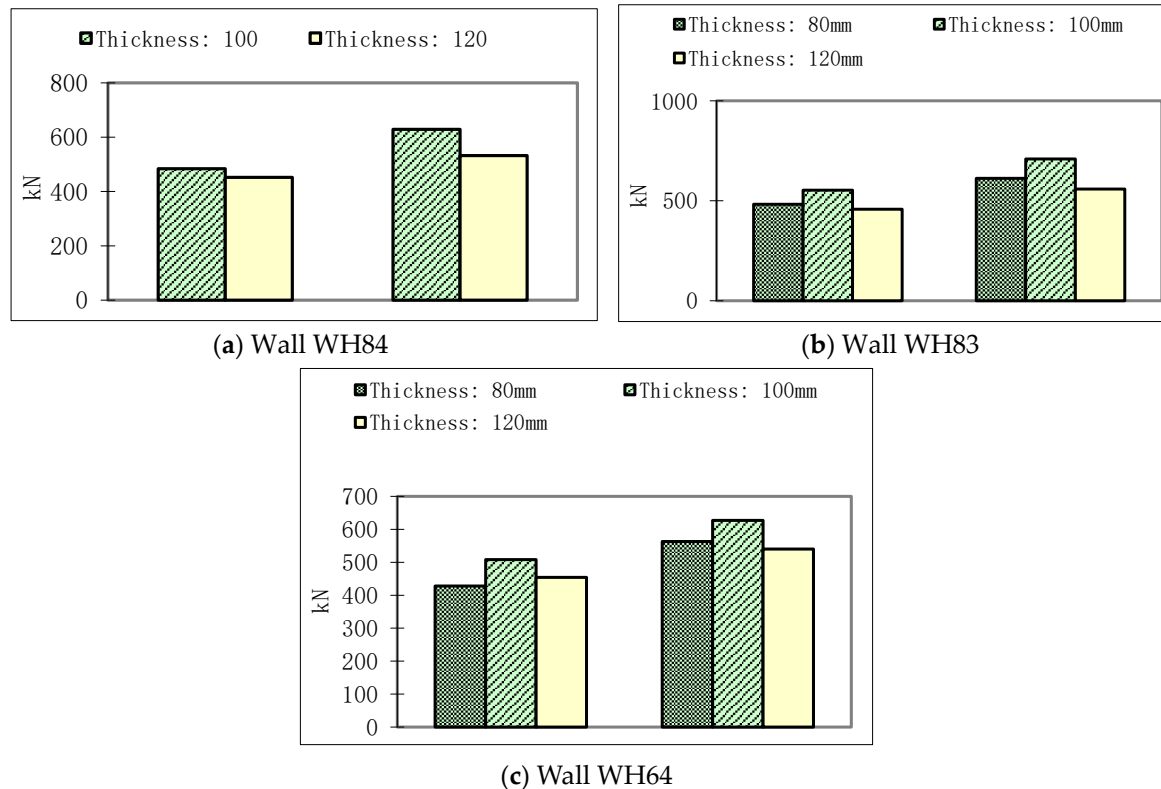 Thickness: 100 Thickness: 120
800
600
400
200
0
kN
(a) Wall WH84
Thickness: 80mm Thickness: 100mm
Thickness: 120mm
1000
500
0
kN
(b) Wall WH83
Thickness: 80mm Thickness: 100mm
Thickness: 120mm
700
600
500
400
300
200
100
0
kN
(c) Wall WH64